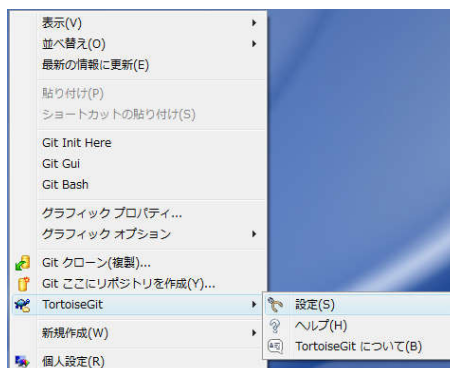 表示(V)
並べ替え(O)
最新の情報に更新(E)
貼り付け(P)
ショートカットの貼り付け(S)
Git Init Here
Git Gui
Git Bash
グラフィック プロパティ...
グラフィック オプション
Git クローン(複製)...
Git ここにリポジトリを作成(Y)...
TortoiseGit
設定(S)
ヘルプ(H)
TortoiseGit について(B)
新規作成(W)
個人設定(R)